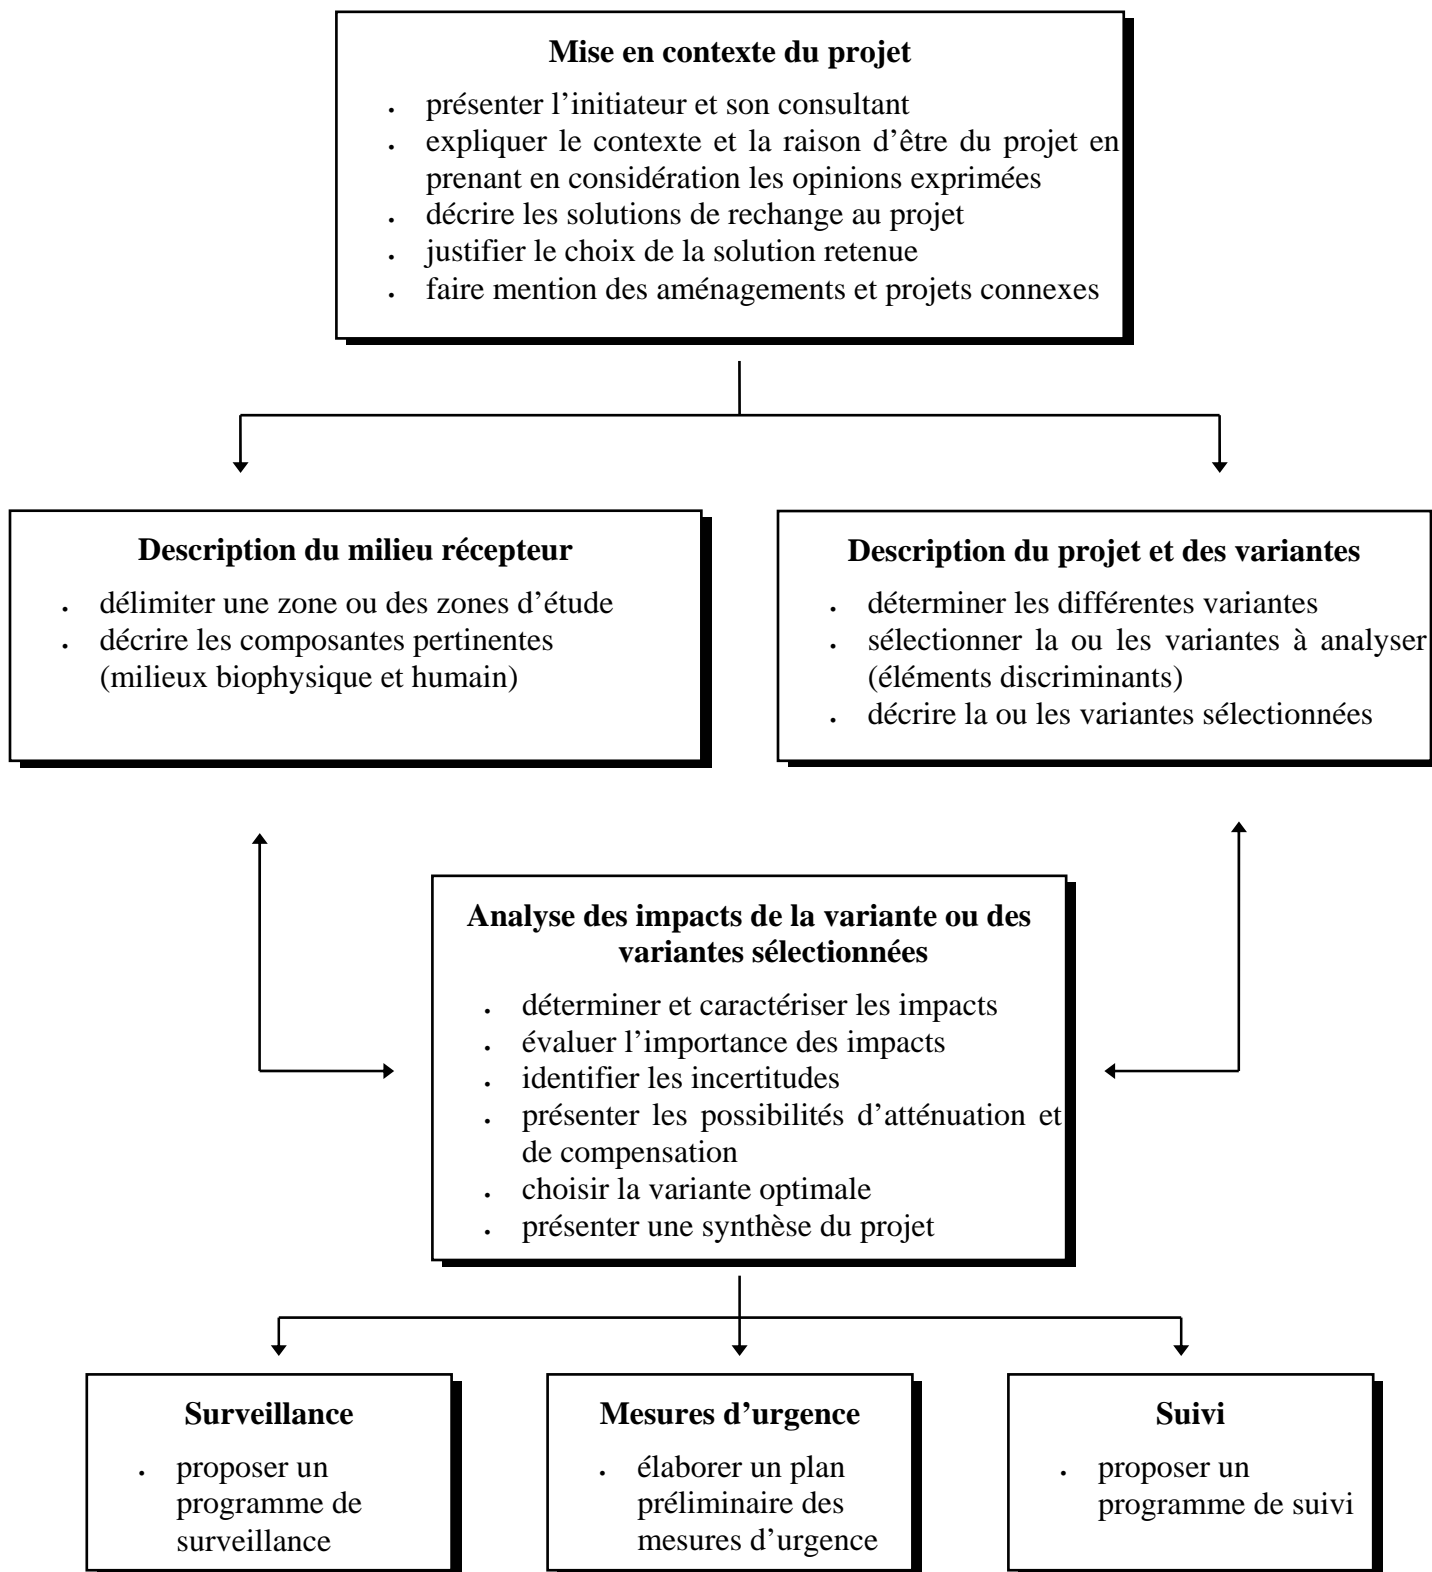 Mise en contexte du projet
. présenter l’initiateur et son consultant
. expliquer le contexte et la raison d’être du projet en
prenant en considération les opinions exprimées
. décrire les solutions de rechange au projet
. justifier le choix de la solution retenue
. faire mention des aménagements et projets connexes
Description du milieu récepteur
. délimiter une zone ou des zones d’étude
. décrire les composantes pertinentes
(milieux biophysique et humain)
Description du projet et des variantes
. déterminer les différentes variantes
. sélectionner la ou les variantes à analyser
(éléments discriminants)
. décrire la ou les variantes sélectionnées
Analyse des impacts de la variante ou des
variantes sélectionnées
. déterminer et caractériser les impacts
. évaluer l’importance des impacts
. identifier les incertitudes
. présenter les possibilités d’atténuation et
de compensation
. choisir la variante optimale
. présenter une synthèse du projet
Surveillance
. proposer un
programme de
surveillance
Mesures d’urgence
. élaborer un plan
préliminaire des
mesures d’urgence
Suivi
. proposer un
programme de suivi